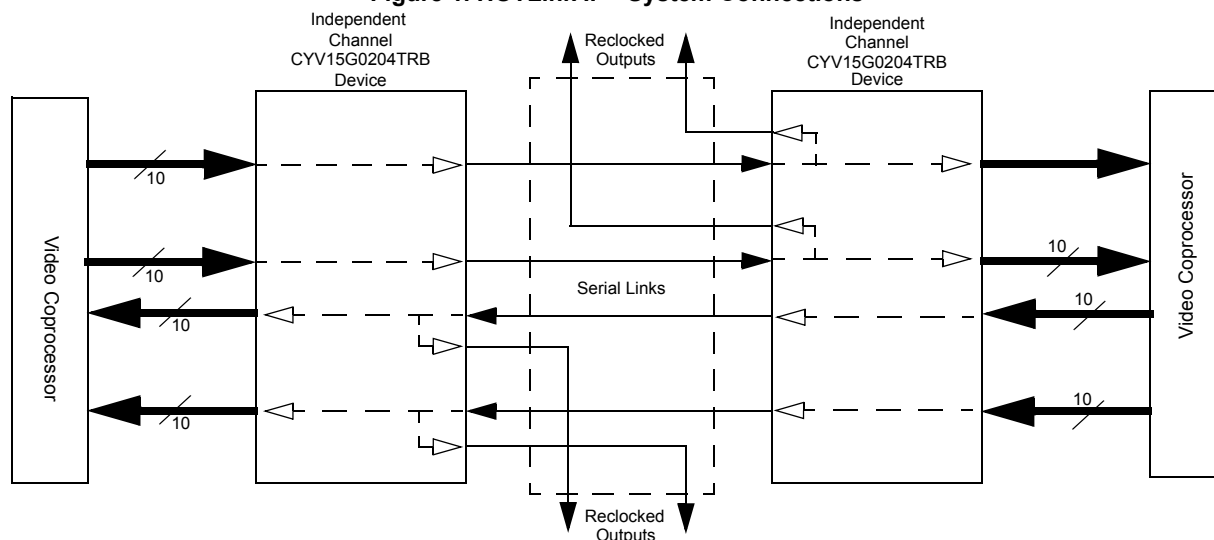 Independent
Channel
CYV15G0204TRB
Device
Reclocked
Outputs
Independent
Channel
CYV15G0204TRB
Device
10
10
10
10
10
10
10
Video Coprocessor
Serial Links
Video Coprocessor
Reclocked
Outputs